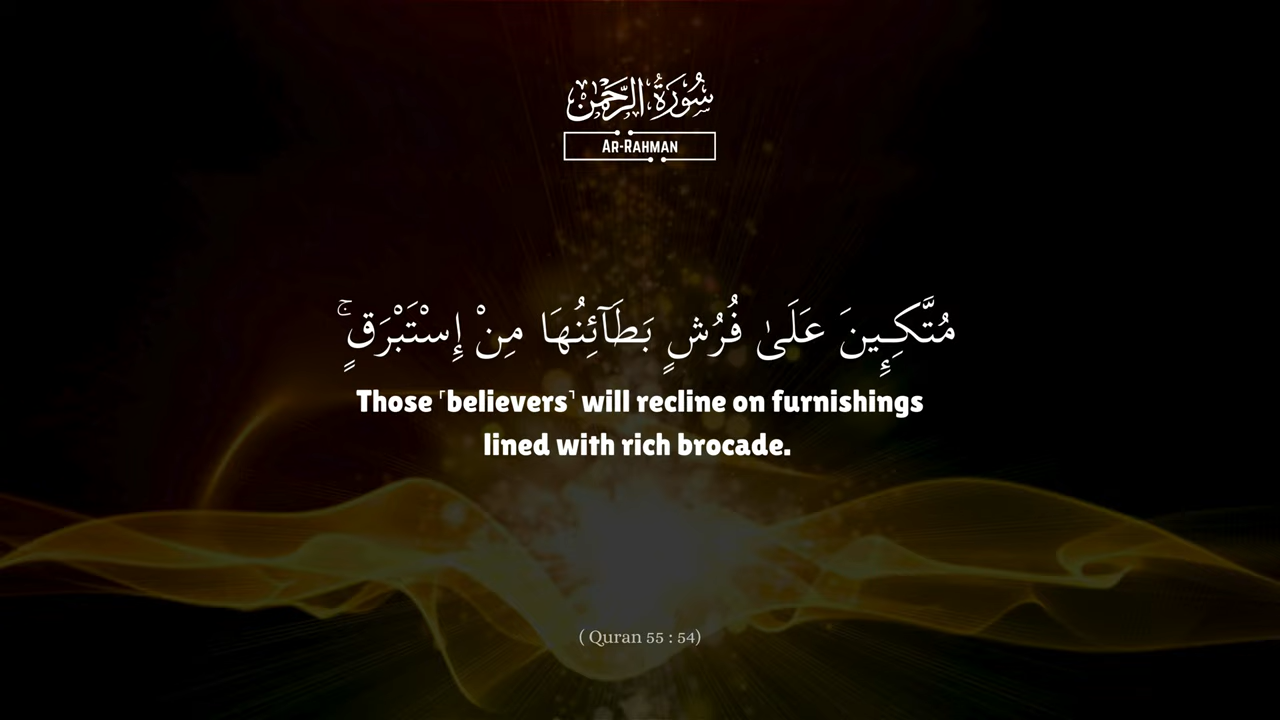 سُورَةُ الرَّحْمٰن
AR-RAHMAN
مُتَّكِـِٔينَ عَلَىٰ فُرُشٍۭ بَطَآئِنُهَا مِنْ إِسْتَبْرَقٍۢ ۚ
Those ˹believers˺ will recline on furnishings
lined with rich brocade.
( Quran 55 : 54)